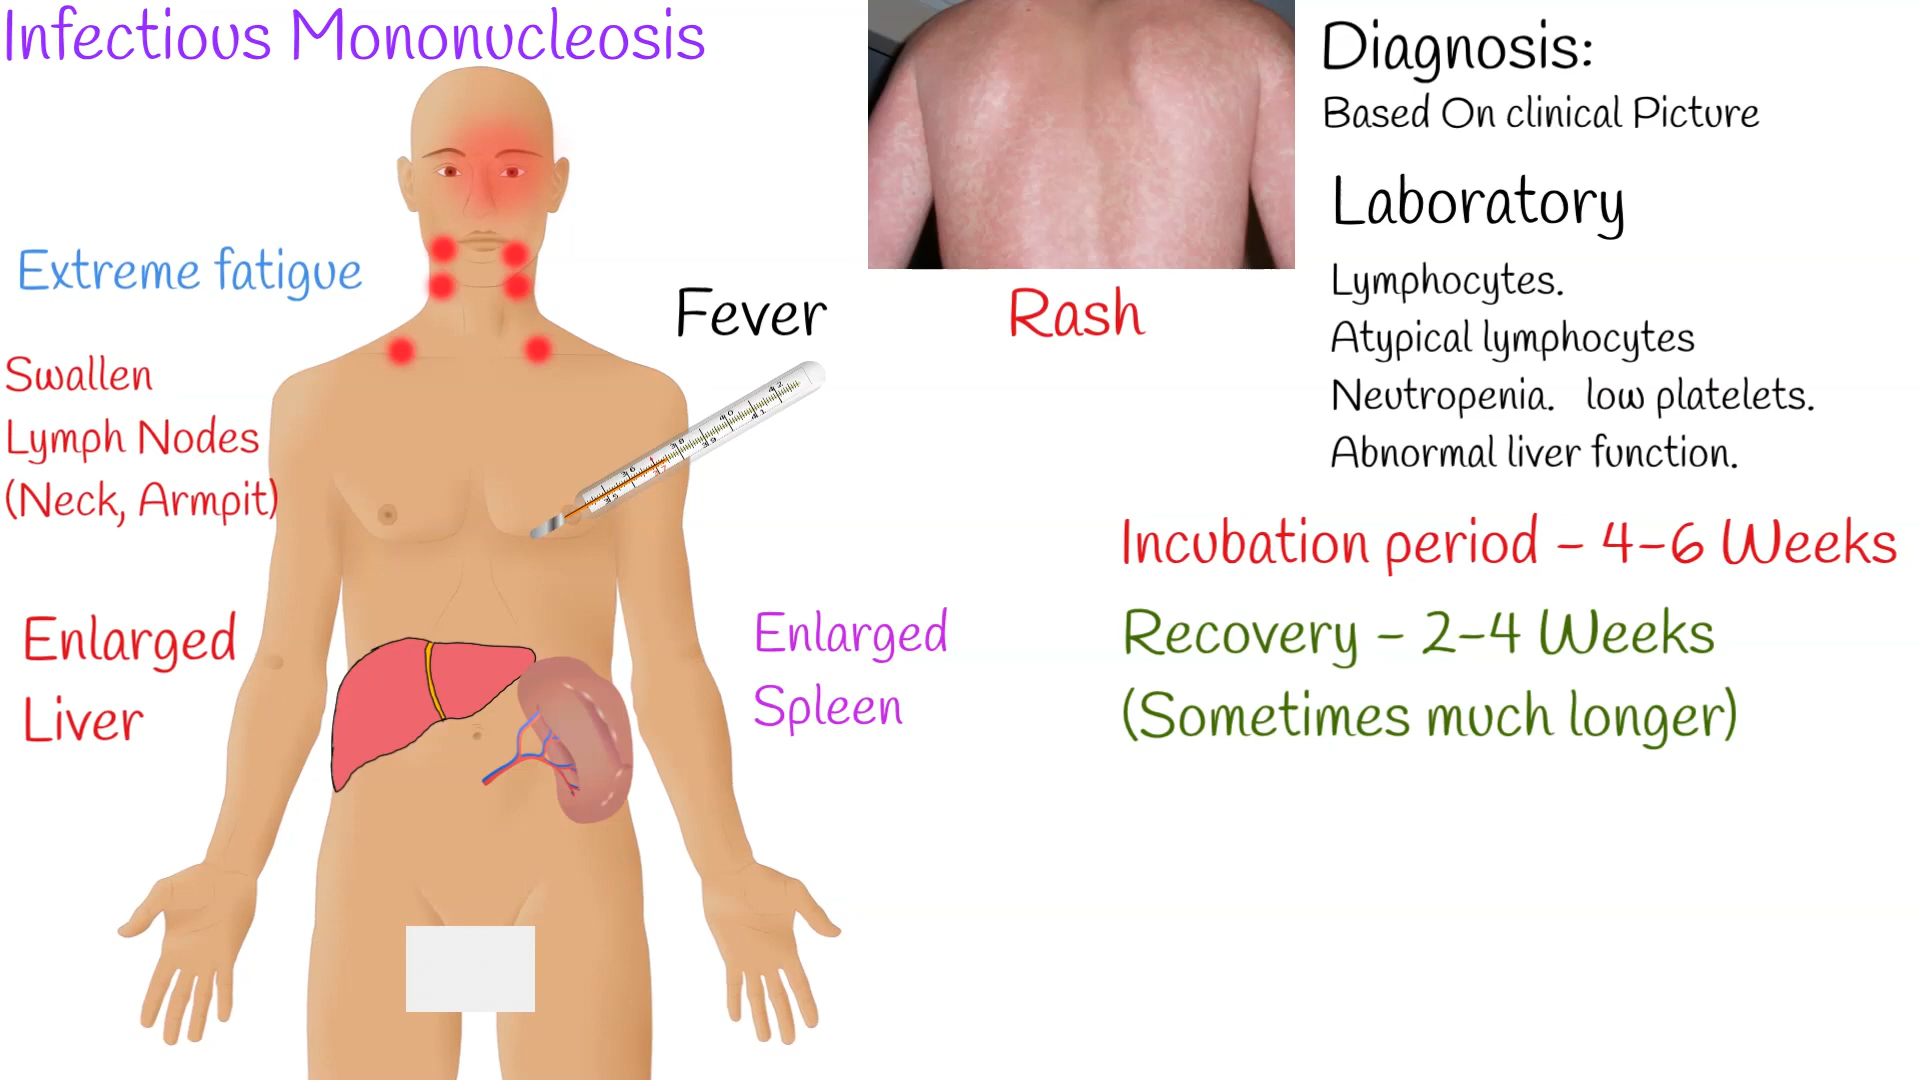 Infectious Mononucleosis
Extreme fatigue
Swallen
Lymph Nodes
(Neck, Armpit)
Enlarged
Liver
Fever
Rash
Enlarged
Spleen
Diagnosis:
Based On clinical Picture
Laboratory
Lymphocytes.
Atypical lymphocytes
Neutropenia. low platelets.
Abnormal liver function.
Incubation period - 4-6 Weeks
Recovery - 2-4 Weeks
(Sometimes much longer)